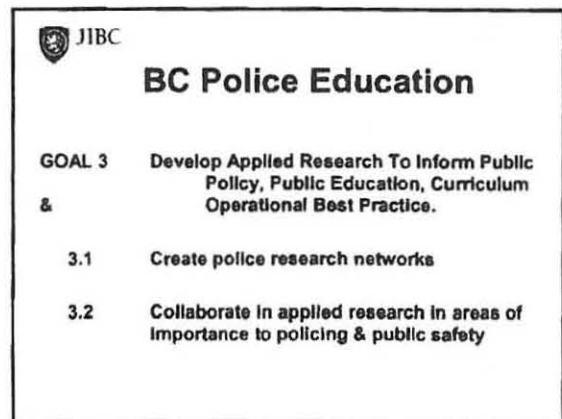 JIBC
BC Police Education
GOAL 3 Develop Applied Research To Inform Public
Policy, Public Education, Curriculum
& Operational Best Practice.
3.1 Create police research networks
3.2 Collaborate in applied research in areas of
importance to policing & public safety